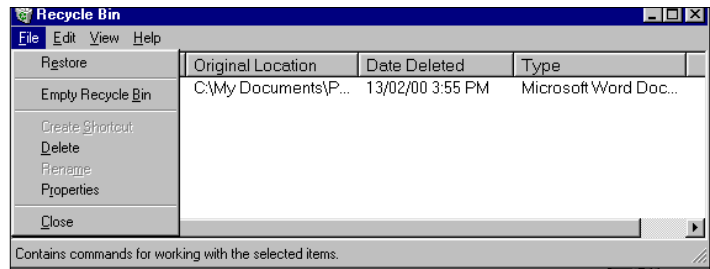 Recycle Bin
File Edit View Help
Restore
Original Location Date Deleted Type
Empty Recycle Bin
C:\My Documents\P... 13/02/00 3:55 PM Microsoft Word Doc...
Create Shortcut
Delete
Rename
Properties
Close
Contains commands for working with the selected items.